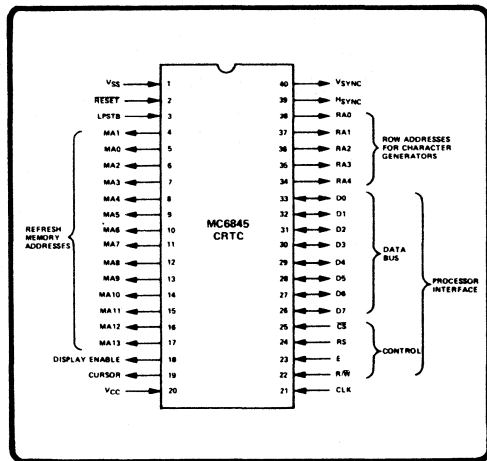 VSS 1 40 VSYNC
R̅E̅S̅E̅T̅ 2 39 HSYNC
LPSTB 3 38 RA0
MA1 4 37 RA1
MA0 5 36 RA2
MA2 6 35 RA3
MA3 7 34 RA4
MA4 8 33 D0
MA5 9 32 D1
MA6 10 31 D2
MA7 11 30 D3
MA8 12 29 D4
MA9 13 28 D5
MA10 14 27 D6
MA11 15 26 D7
MA12 16 25 C̅S̅
MA13 17 24 RS
DISPLAY ENABLE 18 23 E
CURSOR 19 22 R/W̅
VCC 20 21 CLK
MC6845
CRTC
REFRESH
MEMORY
ADDRESSES
ROW ADDRESSES
FOR CHARACTER
GENERATORS
DATA
BUS
PROCESSOR
INTERFACE
CONTROL